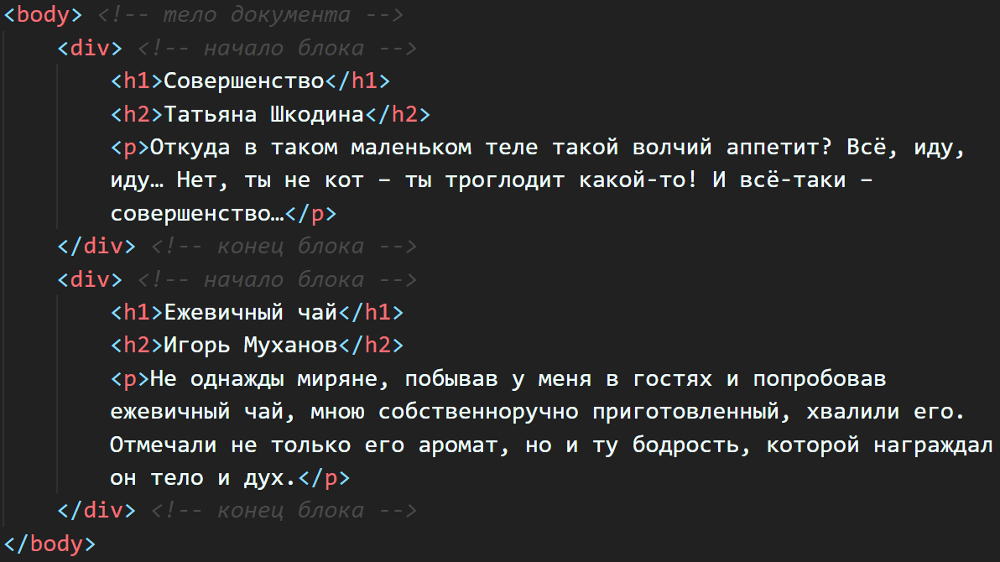 <body> <!-- тело документа -->
<div> <!-- начало блока -->
<h1>Совершенство</h1>
<h2>Татьяна Шкодина</h2>
<p>Откуда в таком маленьком теле такой волчий аппетит? Всё, иду,
иду… Нет, ты не кот – ты троглодит какой-то! И всё-таки –
совершенство…</p>
</div> <!-- конец блока -->
<div> <!-- начало блока -->
<h1>Ежевичный чай</h1>
<h2>Игорь Муханов</h2>
<p>Не однажды миряне, побывав у меня в гостях и попробовав
ежевичный чай, мною собственноручно приготовленный, хвалили его.
Отмечали не только его аромат, но и ту бодрость, которой награждал
он тело и дух.</p>
</div> <!-- конец блока -->
</body>